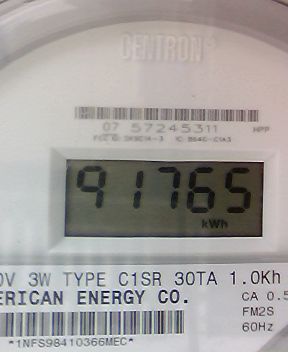 CENTRON
07 57245311 HPP
91765
kWh
0V 3W TYPE C1SR 30TA 1.0Kh
ERICAN ENERGY CO.
CA 0.5
FM2S
60Hz
*1NFS98410366MEC*